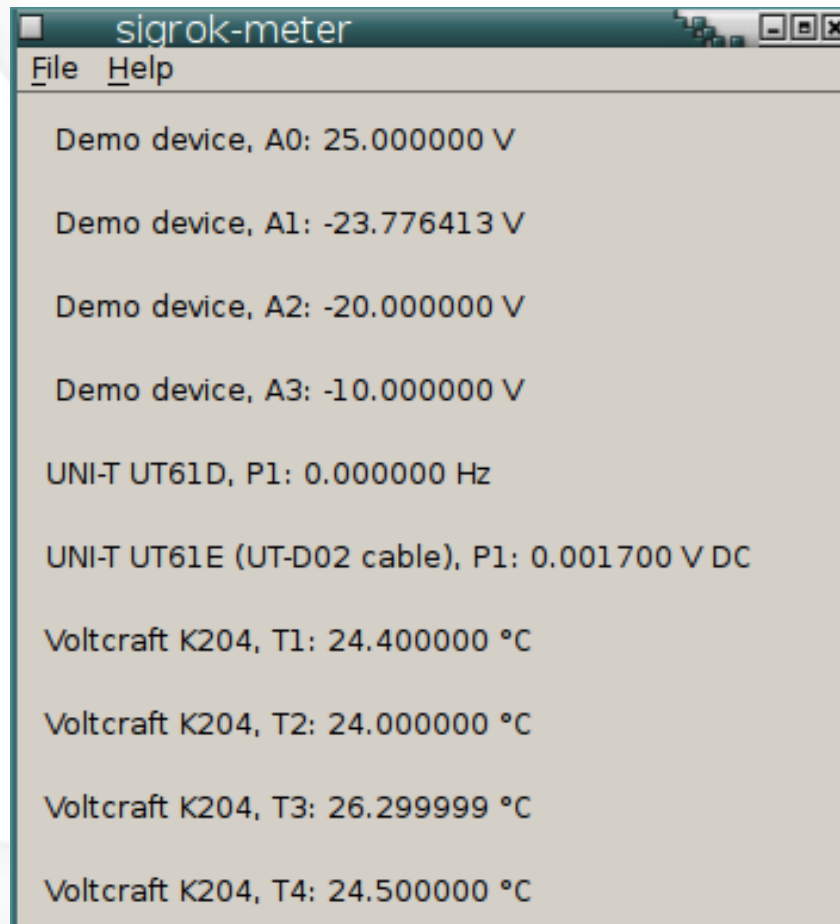 sigrok-meter
File Help
Demo device, A0: 25.000000 V
Demo device, A1: -23.776413 V
Demo device, A2: -20.000000 V
Demo device, A3: -10.000000 V
UNI-T UT61D, P1: 0.000000 Hz
UNI-T UT61E (UT-D02 cable), P1: 0.001700 V DC
Voltcraft K204, T1: 24.400000 °C
Voltcraft K204, T2: 24.000000 °C
Voltcraft K204, T3: 26.299999 °C
Voltcraft K204, T4: 24.500000 °C